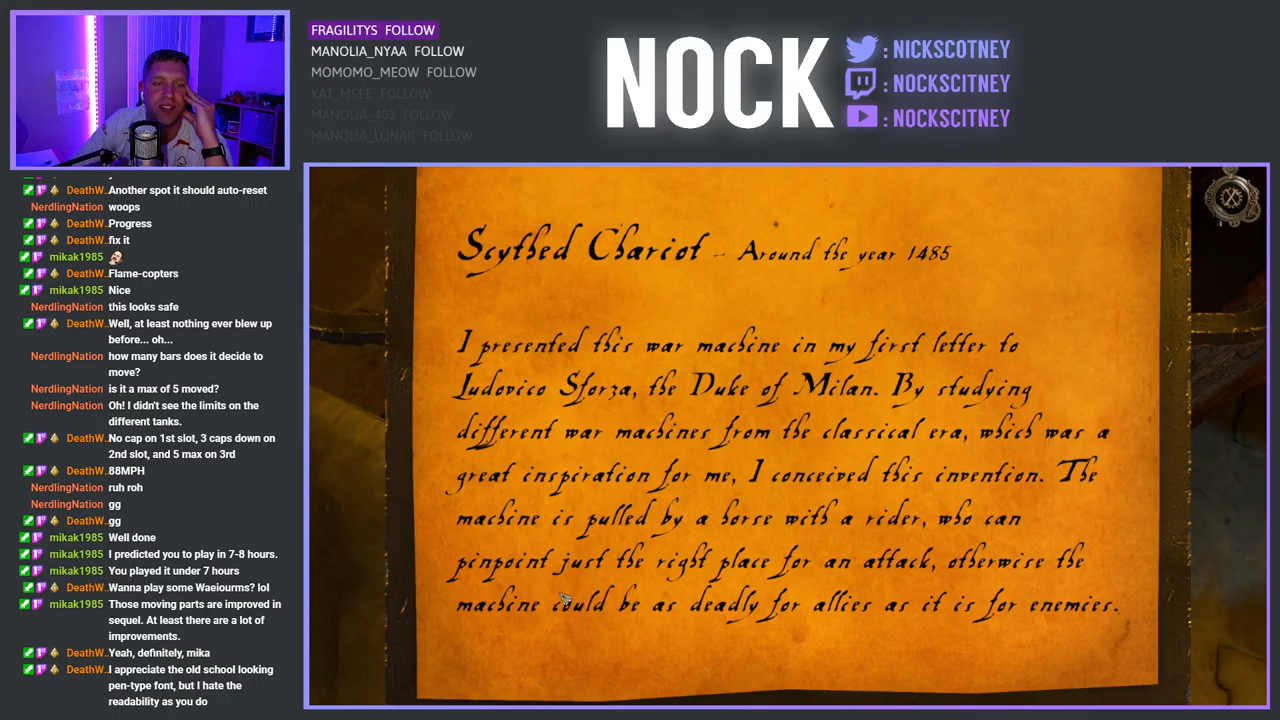 FRAGILITYS FOLLOW
MANOLIA_NYAA FOLLOW
MOMOMO_MEOW FOLLOW
KAT_MEEE FOLLOW
MANOLIA_403 FOLLOW
MANOLIA_LUNAR FOLLOW
NOCK
: NICKSCOTNEY
: NOCKSCITNEY
: NOCKSCITNEY
DeathW.. Another spot it should auto-reset
NerdlingNation woops
DeathW.. Progress
DeathW.. fix it
mikak1985
DeathW.. Flame-copters
mikak1985 Nice
NerdlingNation this looks safe
DeathW.. Well, at least nothing ever blew up
before... oh...
NerdlingNation how many bars does it decide to
move?
NerdlingNation is it a max of 5 moved?
NerdlingNation Oh! I didn't see the limits on the
different tanks.
DeathW.. No cap on 1st slot, 3 caps down on
2nd slot, and 5 max on 3rd
DeathW.. 88MPH
NerdlingNation ruh roh
NerdlingNation gg
DeathW.. gg
mikak1985 Well done
mikak1985 I predicted you to play in 7-8 hours.
mikak1985 You played it under 7 hours
DeathW.. Wanna play some Waeiourms? lol
mikak1985 Those moving parts are improved in
sequel. At least there are a lot of
improvements.
DeathW.. Yeah, definitely, mika
DeathW.. I appreciate the old school looking
pen-type font, but I hate the
readability as you do
Scythed Chariot -- Around the year 1485
I presented this war machine in my first letter to
Ludovico Sforza, the Duke of Milan. By studying
different war machines from the classical era, which was a
great inspiration for me, I conceived this invention. The
machine is pulled by a horse with a rider, who can
pinpoint just the right place for an attack, otherwise the
machine could be as deadly for allies as it is for enemies.